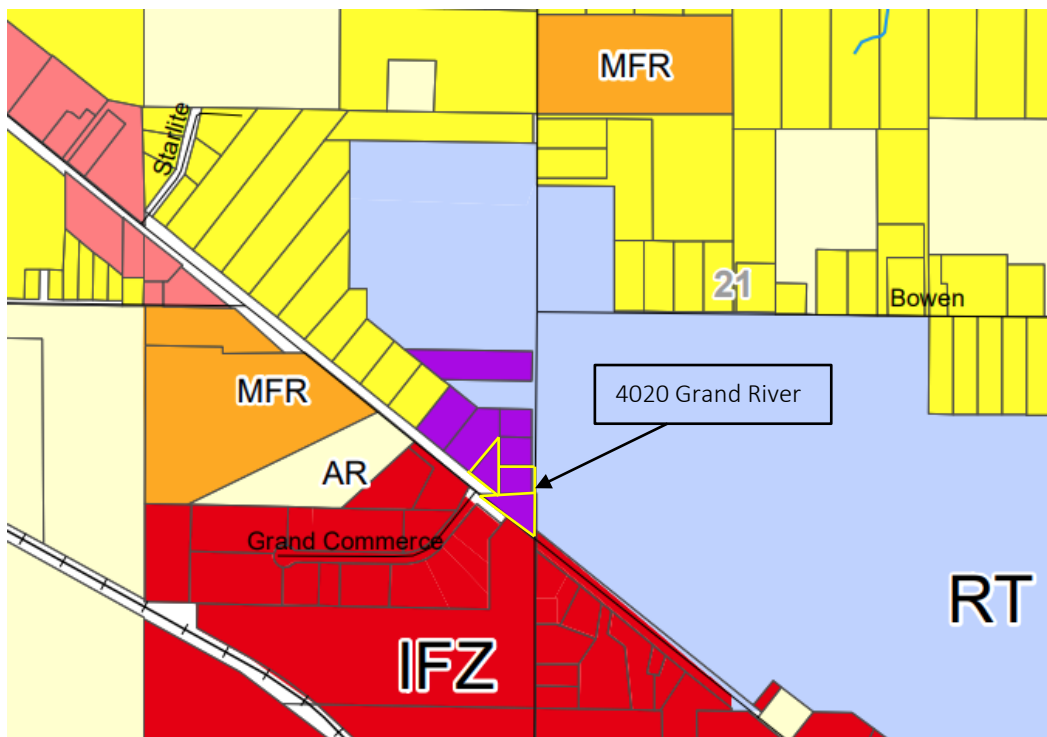 MFR
Starlite
21
Bowen
MFR
4020 Grand River
AR
Grand Commerce
RT
IFZ